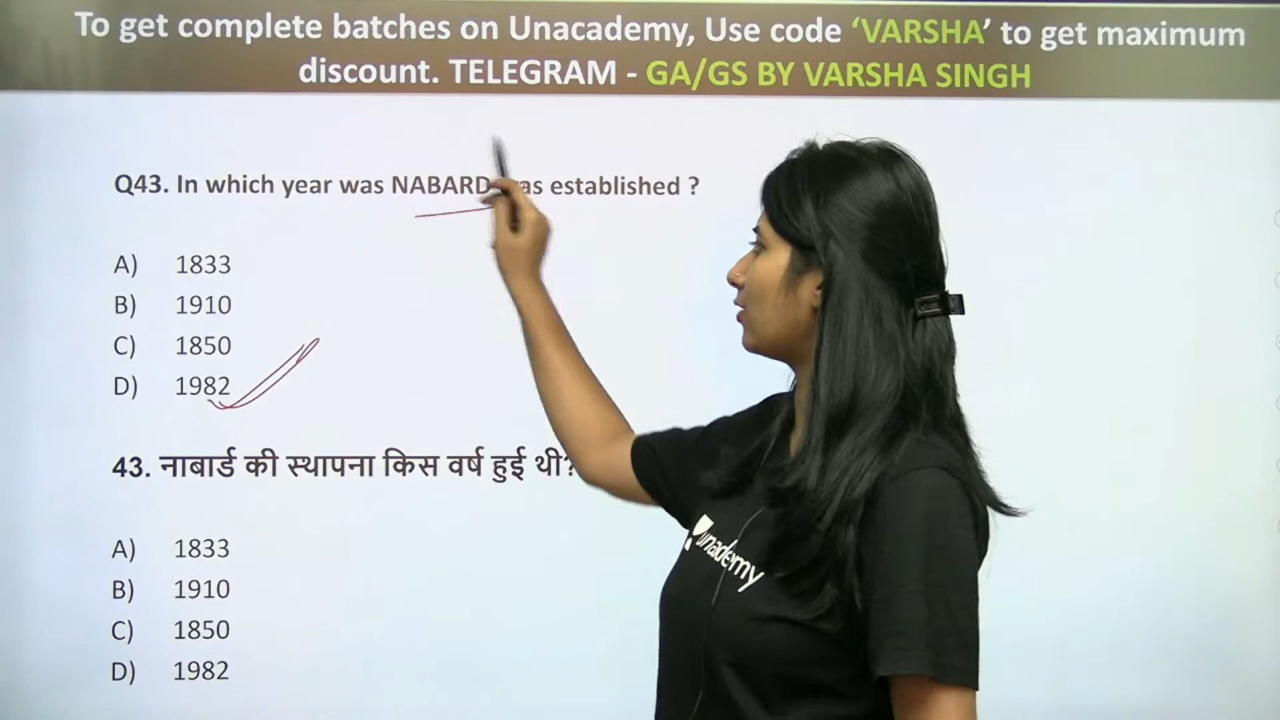 To get complete batches on Unacademy, Use code ‘VARSHA’ to get maximum
discount. TELEGRAM - GA/GS BY VARSHA SINGH
Q43. In which year was NABARD was established ?
A) 1833
B) 1910
C) 1850
D) 1982
43. नाबार्ड की स्थापना किस वर्ष हुई थी?
A) 1833
B) 1910
C) 1850
D) 1982
unacademy